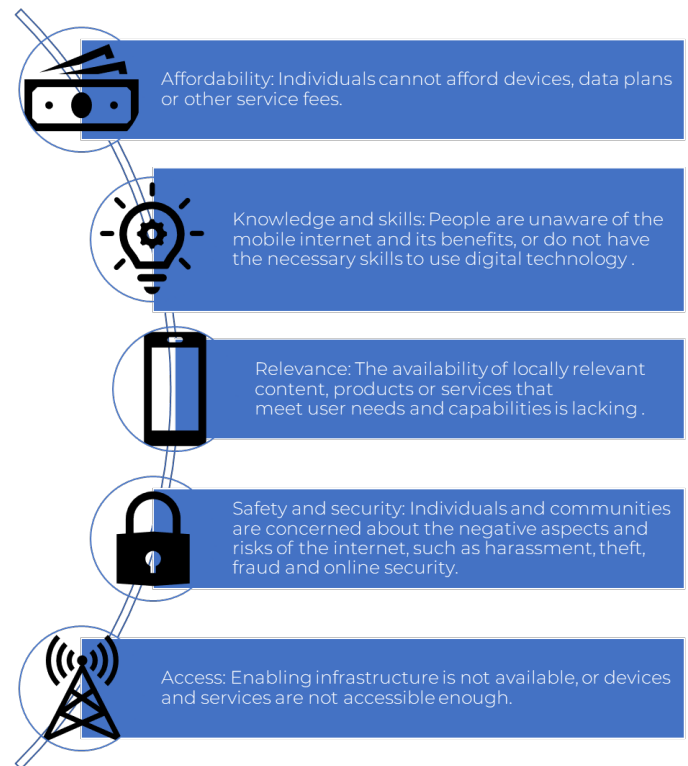 Affordability: Individuals cannot afford devices, data plans
or other service fees.
Knowledge and skills: People are unaware of the
mobile internet and its benefits, or do not have
the necessary skills to use digital technology .
Relevance: The availability of locally relevant
content, products or services that
meet user needs and capabilities is lacking .
Safety and security: Individuals and communities
are concerned about the negative aspects and
risks of the internet, such as harassment, theft,
fraud and online security.
Access: Enabling infrastructure is not available, or devices
and services are not accessible enough.